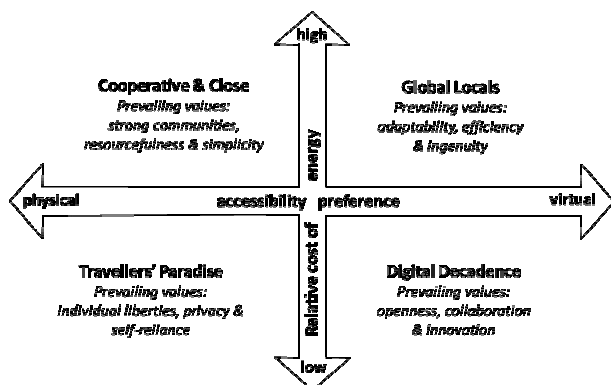 high
Cooperative & Close
Prevailing values:
strong communities,
resourcefulness & simplicity
Global Locals
Prevailing values:
adaptability, efficiency
& ingenuity
physical
accessibility preference
virtual
Relative cost of energy
Travellers' Paradise
Prevailing values:
individual liberties, privacy &
self-reliance
Digital Decadence
Prevailing values:
openness, collaboration
& innovation
low